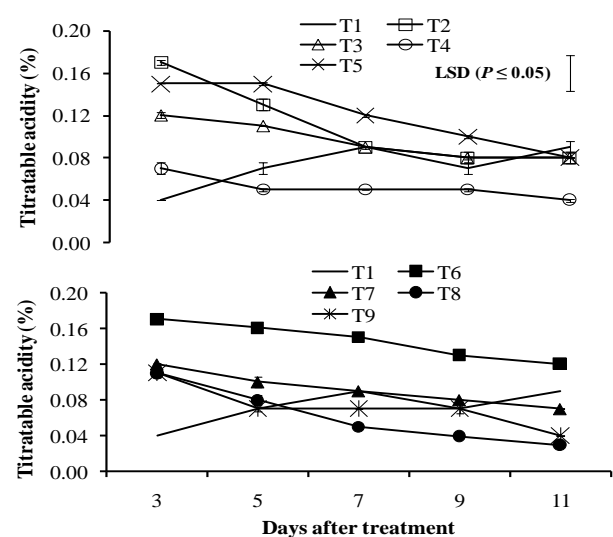 T1 T2
T3 T4
T5
LSD (P ≤ 0.05)
Titratable acidity (%)
0.20
0.16
0.12
0.08
0.04
0.00
T1 T6
T7 T8
T9
Titratable acidity (%)
0.20
0.16
0.12
0.08
0.04
0.00
3 5 7 9 11
Days after treatment